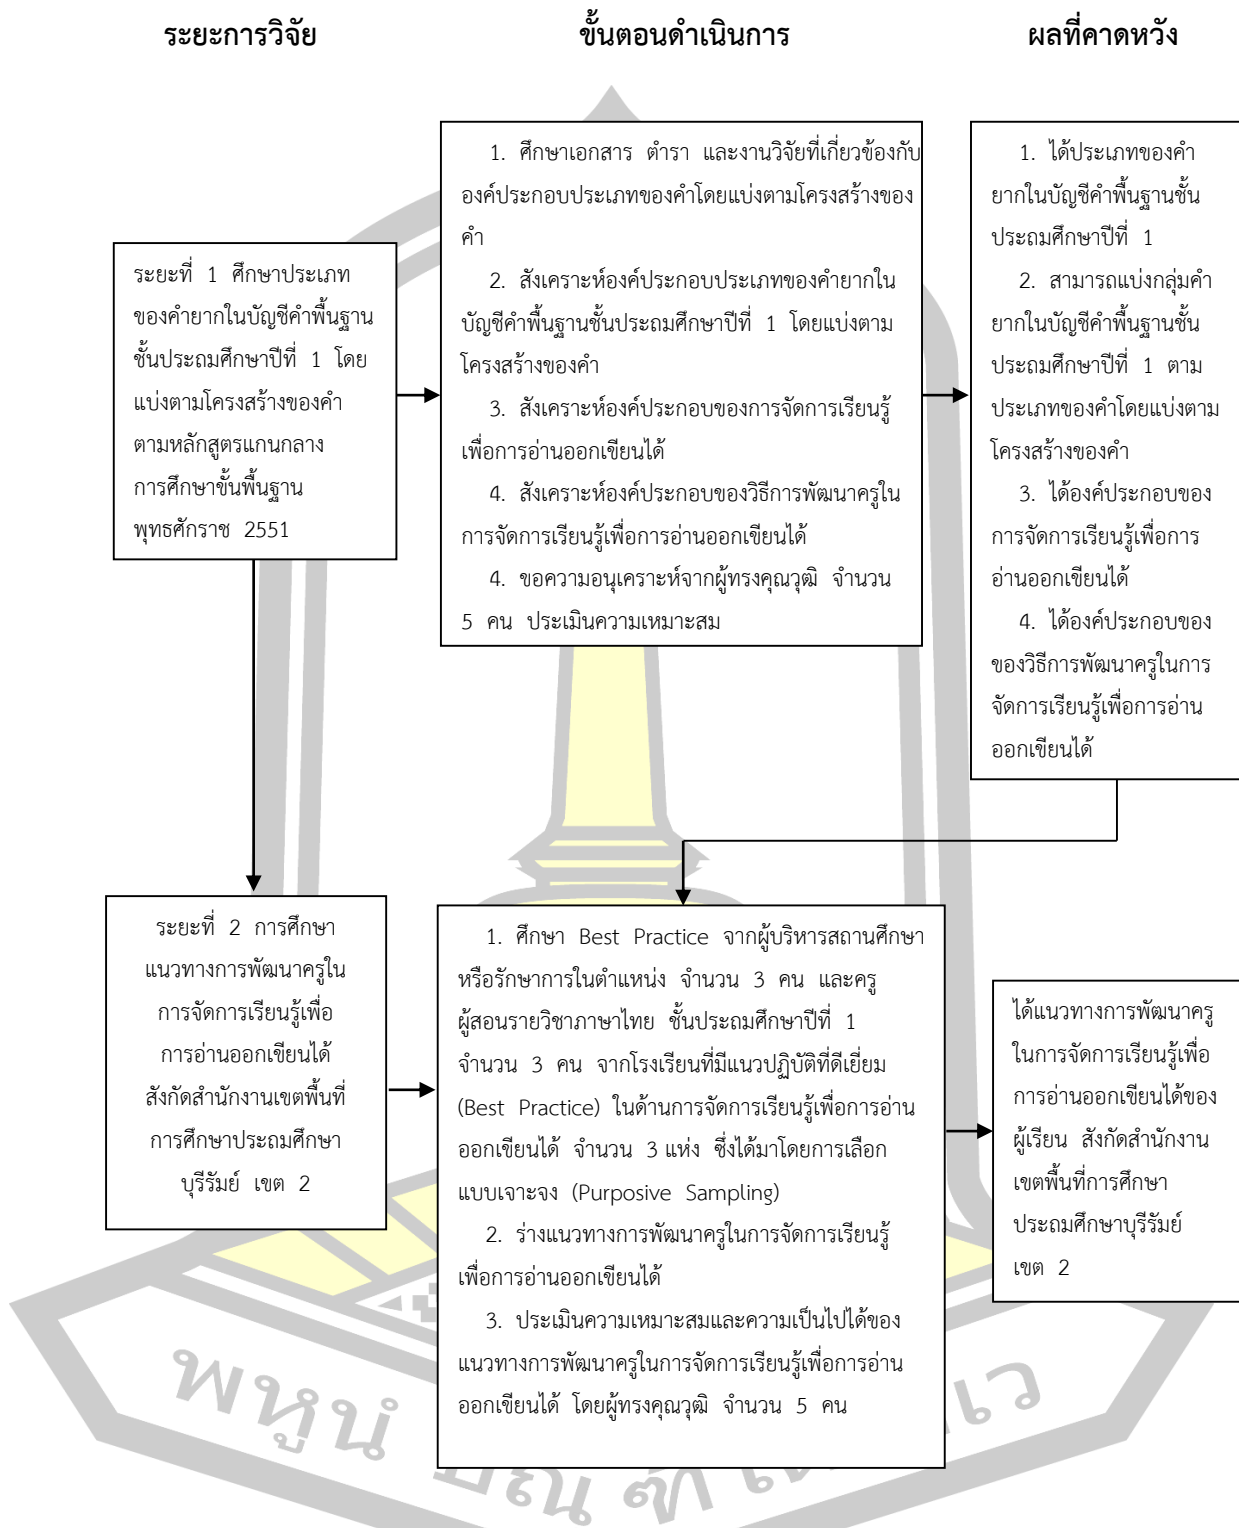 ระยะการวิจัย ขั้นตอนดำเนินการ ผลที่คาดหวัง
ระยะที่ 1 ศึกษาประเภท
ของคำยากในบัญชีคำพื้นฐาน
ชั้นประถมศึกษาปีที่ 1 โดย
แบ่งตามโครงสร้างของคำ
ตามหลักสูตรแกนกลาง
การศึกษาขั้นพื้นฐาน
พุทธศักราช 2551
1. ศึกษาเอกสาร ตำรา และงานวิจัยที่เกี่ยวข้องกับ
องค์ประกอบประเภทของคำโดยแบ่งตามโครงสร้างของ
คำ
2. สังเคราะห์องค์ประกอบประเภทของคำยากใน
บัญชีคำพื้นฐานชั้นประถมศึกษาปีที่ 1 โดยแบ่งตาม
โครงสร้างของคำ
3. สังเคราะห์องค์ประกอบของการจัดการเรียนรู้
เพื่อการอ่านออกเขียนได้
4. สังเคราะห์องค์ประกอบของวิธีการพัฒนาครูใน
การจัดการเรียนรู้เพื่อการอ่านออกเขียนได้
4. ขอความอนุเคราะห์จากผู้ทรงคุณวุฒิ จำนวน
5 คน ประเมินความเหมาะสม
1. ได้ประเภทของคำ
ยากในบัญชีคำพื้นฐานชั้น
ประถมศึกษาปีที่ 1
2. สามารถแบ่งกลุ่มคำ
ยากในบัญชีคำพื้นฐานชั้น
ประถมศึกษาปีที่ 1 ตาม
ประเภทของคำโดยแบ่งตาม
โครงสร้างของคำ
3. ได้องค์ประกอบของ
การจัดการเรียนรู้เพื่อการ
อ่านออกเขียนได้
4. ได้องค์ประกอบของ
ของวิธีการพัฒนาครูในการ
จัดการเรียนรู้เพื่อการอ่าน
ออกเขียนได้
ระยะที่ 2 การศึกษา
แนวทางการพัฒนาครูใน
การจัดการเรียนรู้เพื่อ
การอ่านออกเขียนได้
สังกัดสำนักงานเขตพื้นที่
การศึกษาประถมศึกษา
บุรีรัมย์ เขต 2
1. ศึกษา Best Practice จากผู้บริหารสถานศึกษา
หรือรักษาการในตำแหน่ง จำนวน 3 คน และครู
ผู้สอนรายวิชาภาษาไทย ชั้นประถมศึกษาปีที่ 1
จำนวน 3 คน จากโรงเรียนที่มีแนวปฏิบัติที่ดีเยี่ยม
(Best Practice) ในด้านการจัดการเรียนรู้เพื่อการอ่าน
ออกเขียนได้ จำนวน 3 แห่ง ซึ่งได้มาโดยการเลือก
แบบเจาะจง (Purposive Sampling)
2. ร่างแนวทางการพัฒนาครูในการจัดการเรียนรู้
เพื่อการอ่านออกเขียนได้
3. ประเมินความเหมาะสมและความเป็นไปได้ของ
แนวทางการพัฒนาครูในการจัดการเรียนรู้เพื่อการอ่าน
ออกเขียนได้ โดยผู้ทรงคุณวุฒิ จำนวน 5 คน
ได้แนวทางการพัฒนาครู
ในการจัดการเรียนรู้เพื่อ
การอ่านออกเขียนได้ของ
ผู้เรียน สังกัดสำนักงาน
เขตพื้นที่การศึกษา
ประถมศึกษาบุรีรัมย์
เขต 2
พหูนํ